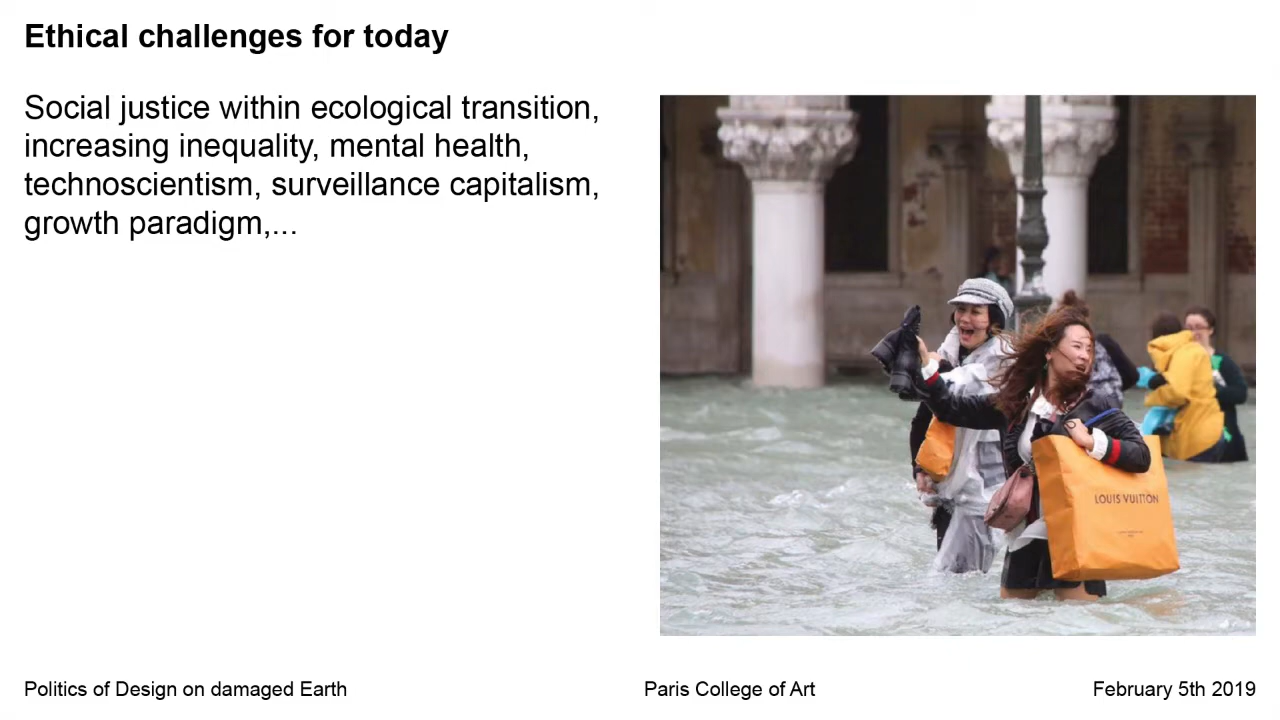 Ethical challenges for today
Social justice within ecological transition,
increasing inequality, mental health,
technoscientism, surveillance capitalism,
growth paradigm,...
LOUIS VUITTON
Politics of Design on damaged Earth
Paris College of Art
February 5th 2019